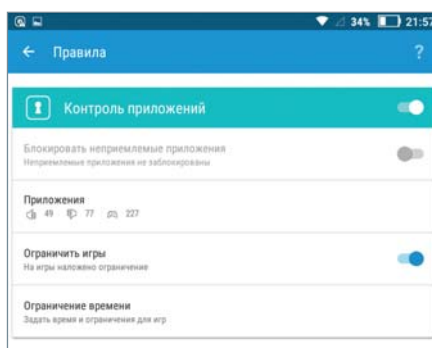 34% 21:57
Правила ?
Контроль приложений
Блокировать неприемлемые приложения
Неприемлемые приложения не заблокированы
Приложения
49 77 227
Ограничить игры
На игры наложено ограничение
Ограничение времени
Задать время и ограничения для игр